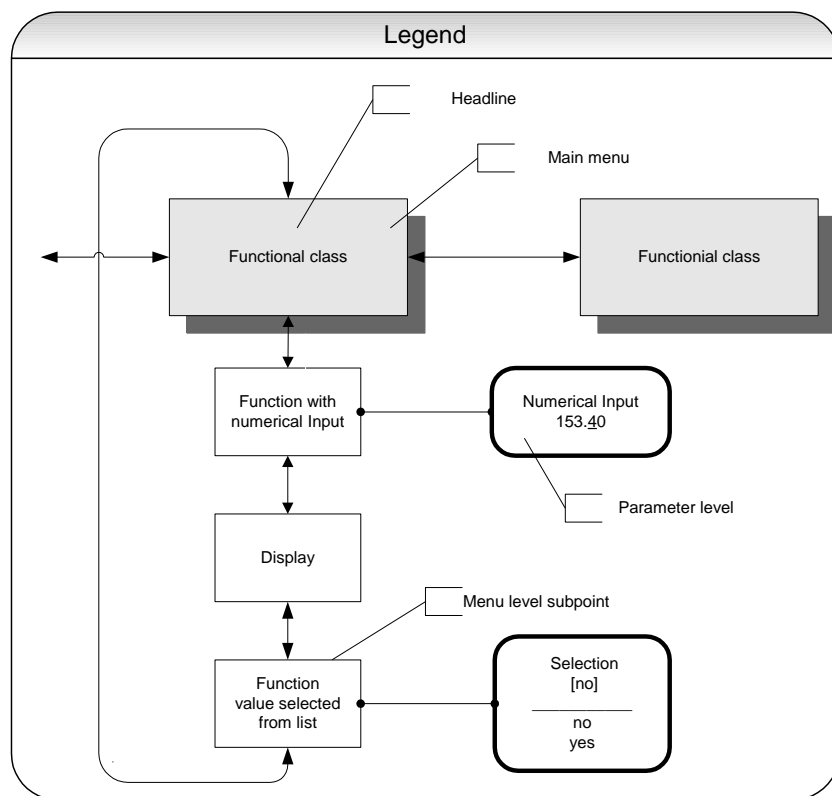 Legend
Headline
Main menu
Functional class
Functionial class
Function with
numerical Input
Numerical Input
153.40
Parameter level
Display
Menu level subpoint
Function
value selected
from list
Selection
[no]
no
yes